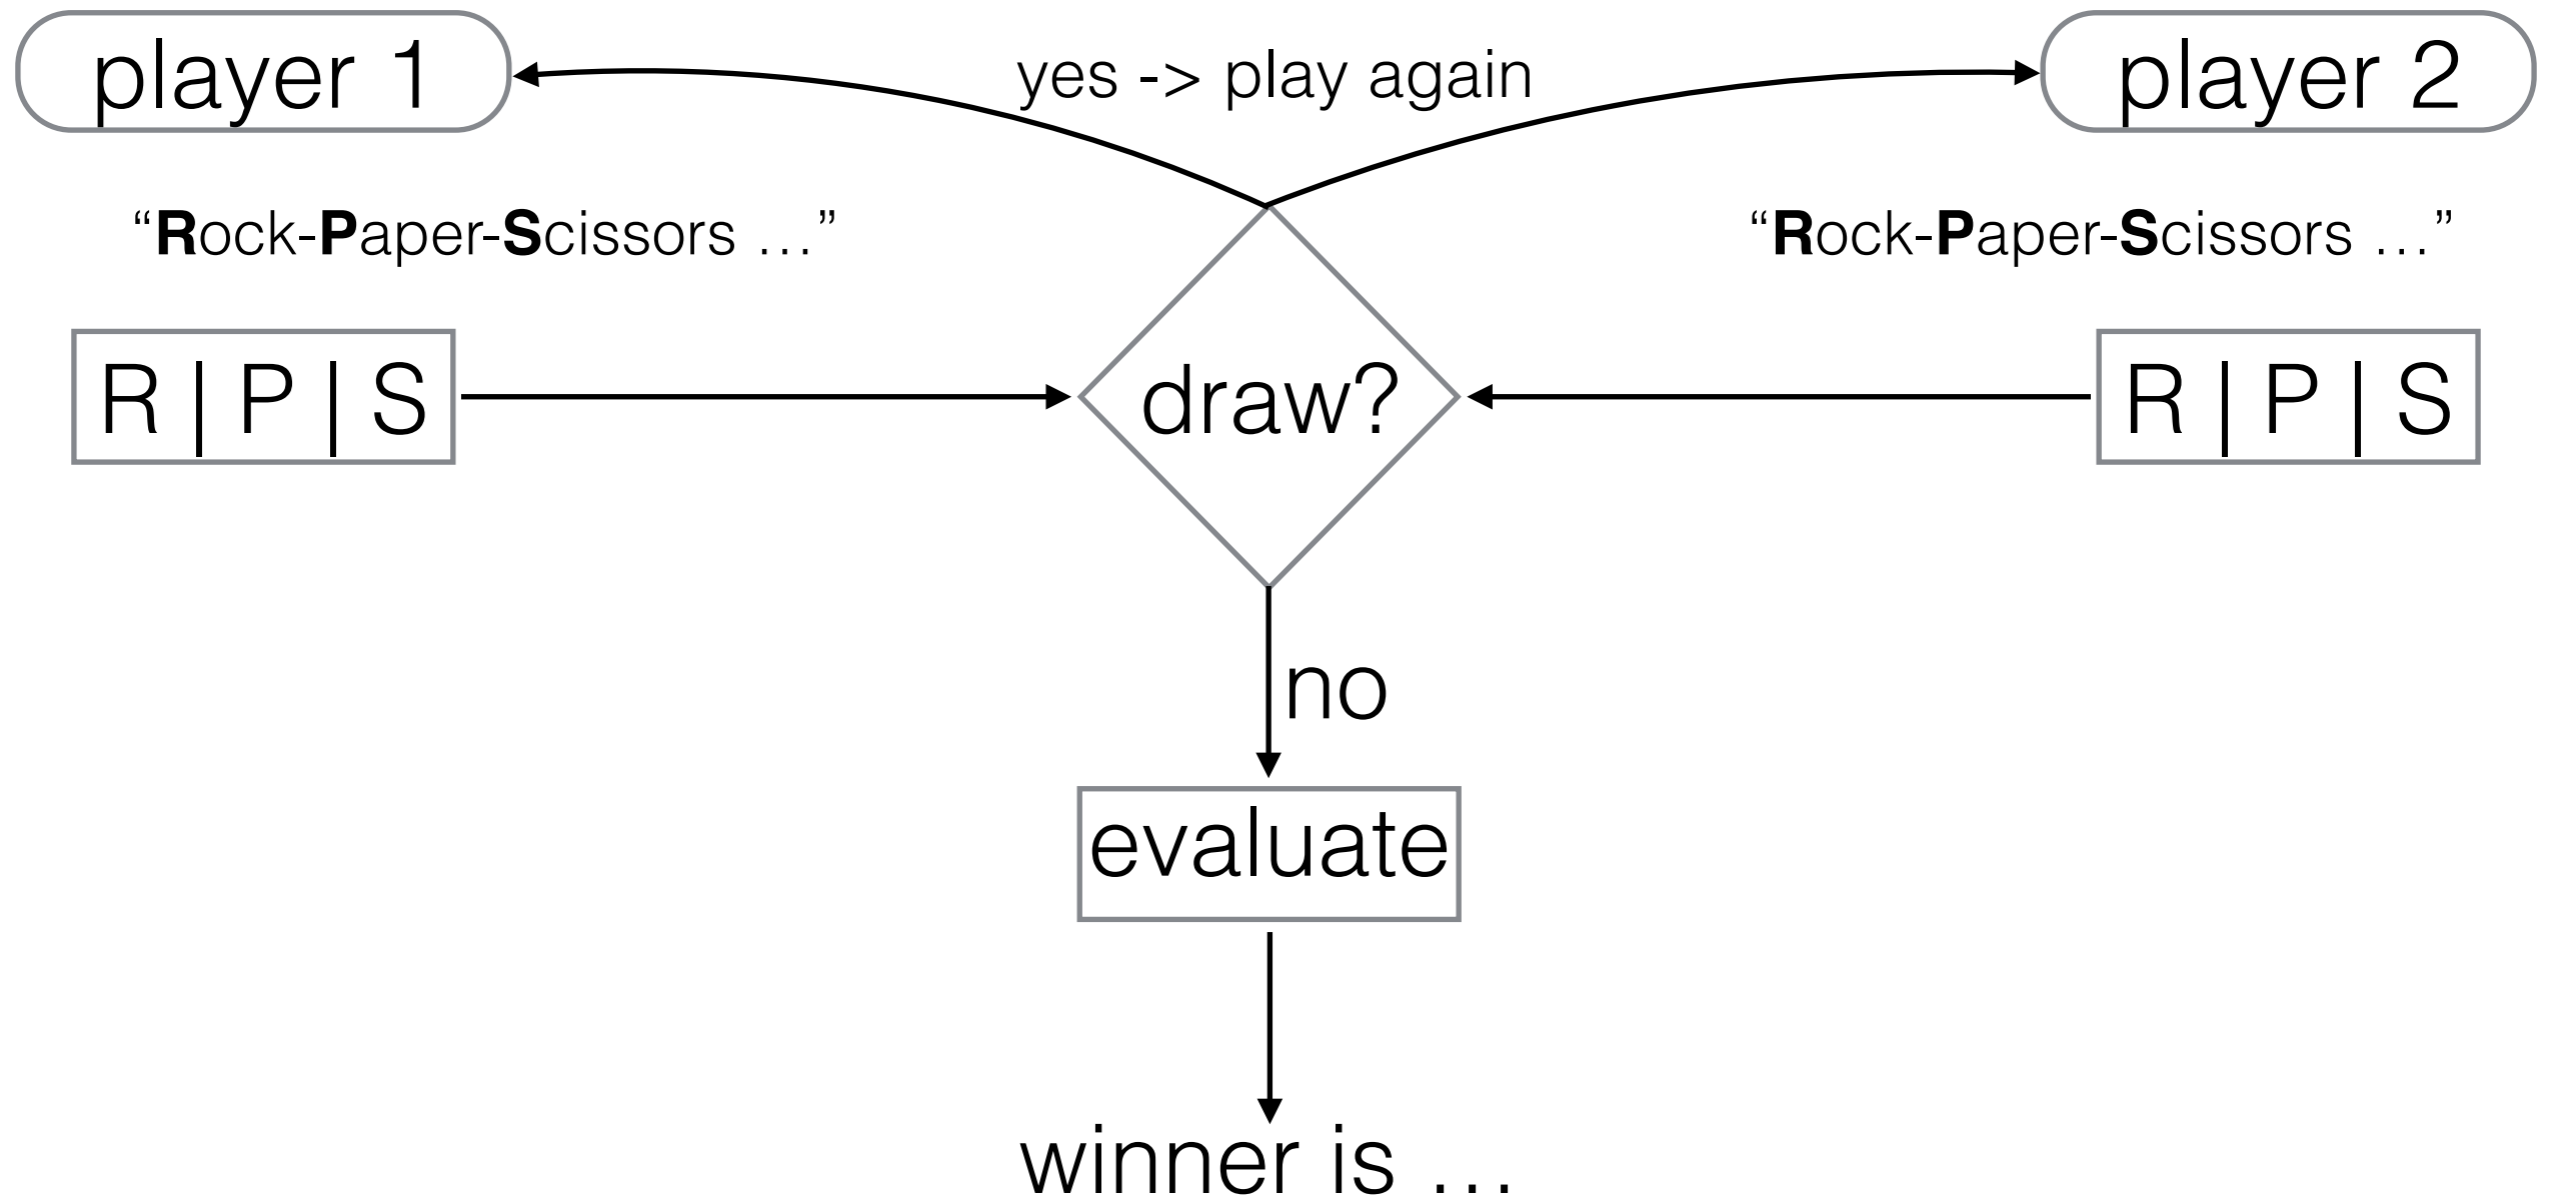 player 1
yes -> play again
player 2
“Rock-Paper-Scissors …”
“Rock-Paper-Scissors …”
R | P | S
draw?
R | P | S
no
evaluate
winner is …